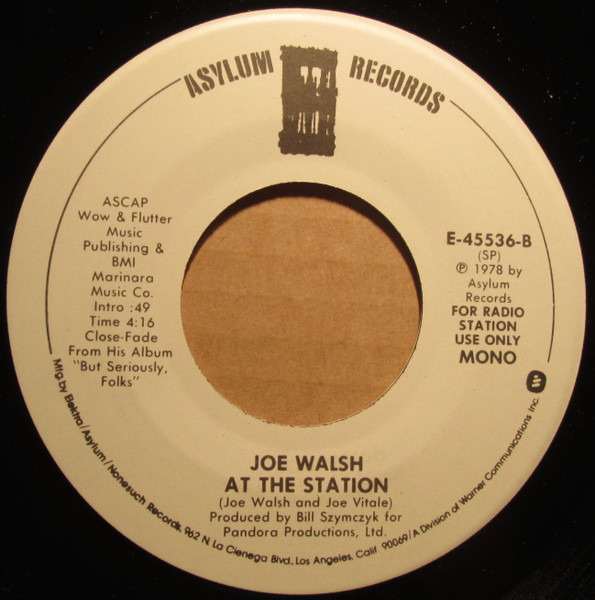 ASYLUM RECORDS
ASCAP
Wow & Flutter
Music
Publishing &
BMI
Marinara
Music Co.
Intro :49
Time 4:16
Close-Fade
From His Album
"But Seriously,
Folks"
E-45536-B
(SP)
℗ 1978 by
Asylum
Records
FOR RADIO
STATION
USE ONLY
MONO
JOE WALSH
AT THE STATION
(Joe Walsh and Joe Vitale)
Produced by Bill Szymczyk for
Pandora Productions, Ltd.
Mfg. by Elektra/Asylum/Nonesuch Records, 962 N. La Cienega Blvd., Los Angeles, Calif. 90069/A Division of Warner Communications Inc.